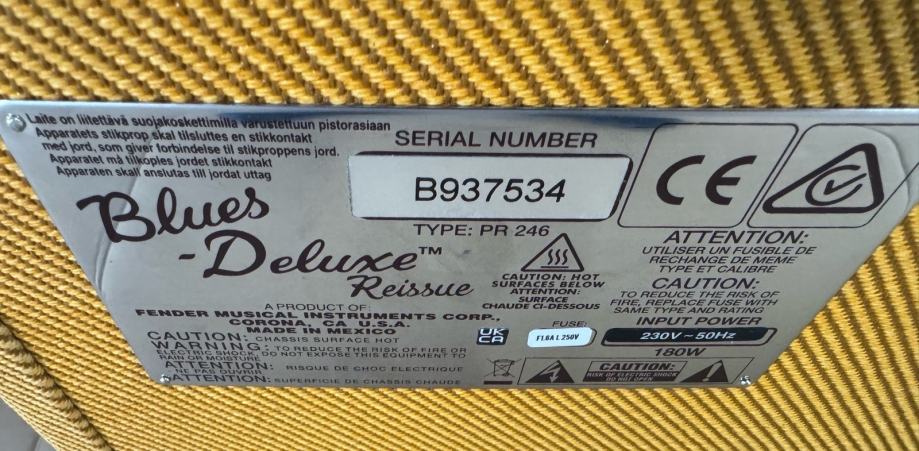 Laite on liitettävä suojakoskettimilla varustettuun pistorasiaan
Apparatets stikprop skal tilsluttes en stikkontakt
med jord, som giver forbindelse til stikproppens jord.
Apparatet må tilkoples jordet stikkontakt
Apparaten skall anslutas till jordat uttag
Blues
-Deluxe™
Reissue
SERIAL NUMBER
B937534
TYPE: PR 246
CE
CAUTION: HOT
SURFACES BELOW
ATTENTION:
SURFACE
CHAUDE CI-DESSOUS
ATTENTION:
UTILISER UN FUSIBLE DE
RECHANGE DE MEME
TYPE ET CALIBRE
CAUTION:
TO REDUCE THE RISK OF
FIRE, REPLACE FUSE WITH
SAME TYPE AND RATING
A PRODUCT OF:
FENDER MUSICAL INSTRUMENTS CORP.,
CORONA, CA, U.S.A.
MADE IN MEXICO
CAUTION: CHASSIS SURFACE HOT
WARNING: TO REDUCE THE RISK OF FIRE OR
ELECTRIC SHOCK, DO NOT EXPOSE THIS EQUIPMENT TO
RAIN OR MOISTURE
ATTENTION: RISQUE DE CHOC ELECTRIQUE
NE PAS OUVRIR
ATTENTION: SUPERFICIE DE CHASSIS CHAUDE
UK
CA
FUSE:
F1.6A L 250V
INPUT POWER
230V ~ 50Hz
180W
CAUTION:
RISK OF ELECTRIC SHOCK
DO NOT OPEN